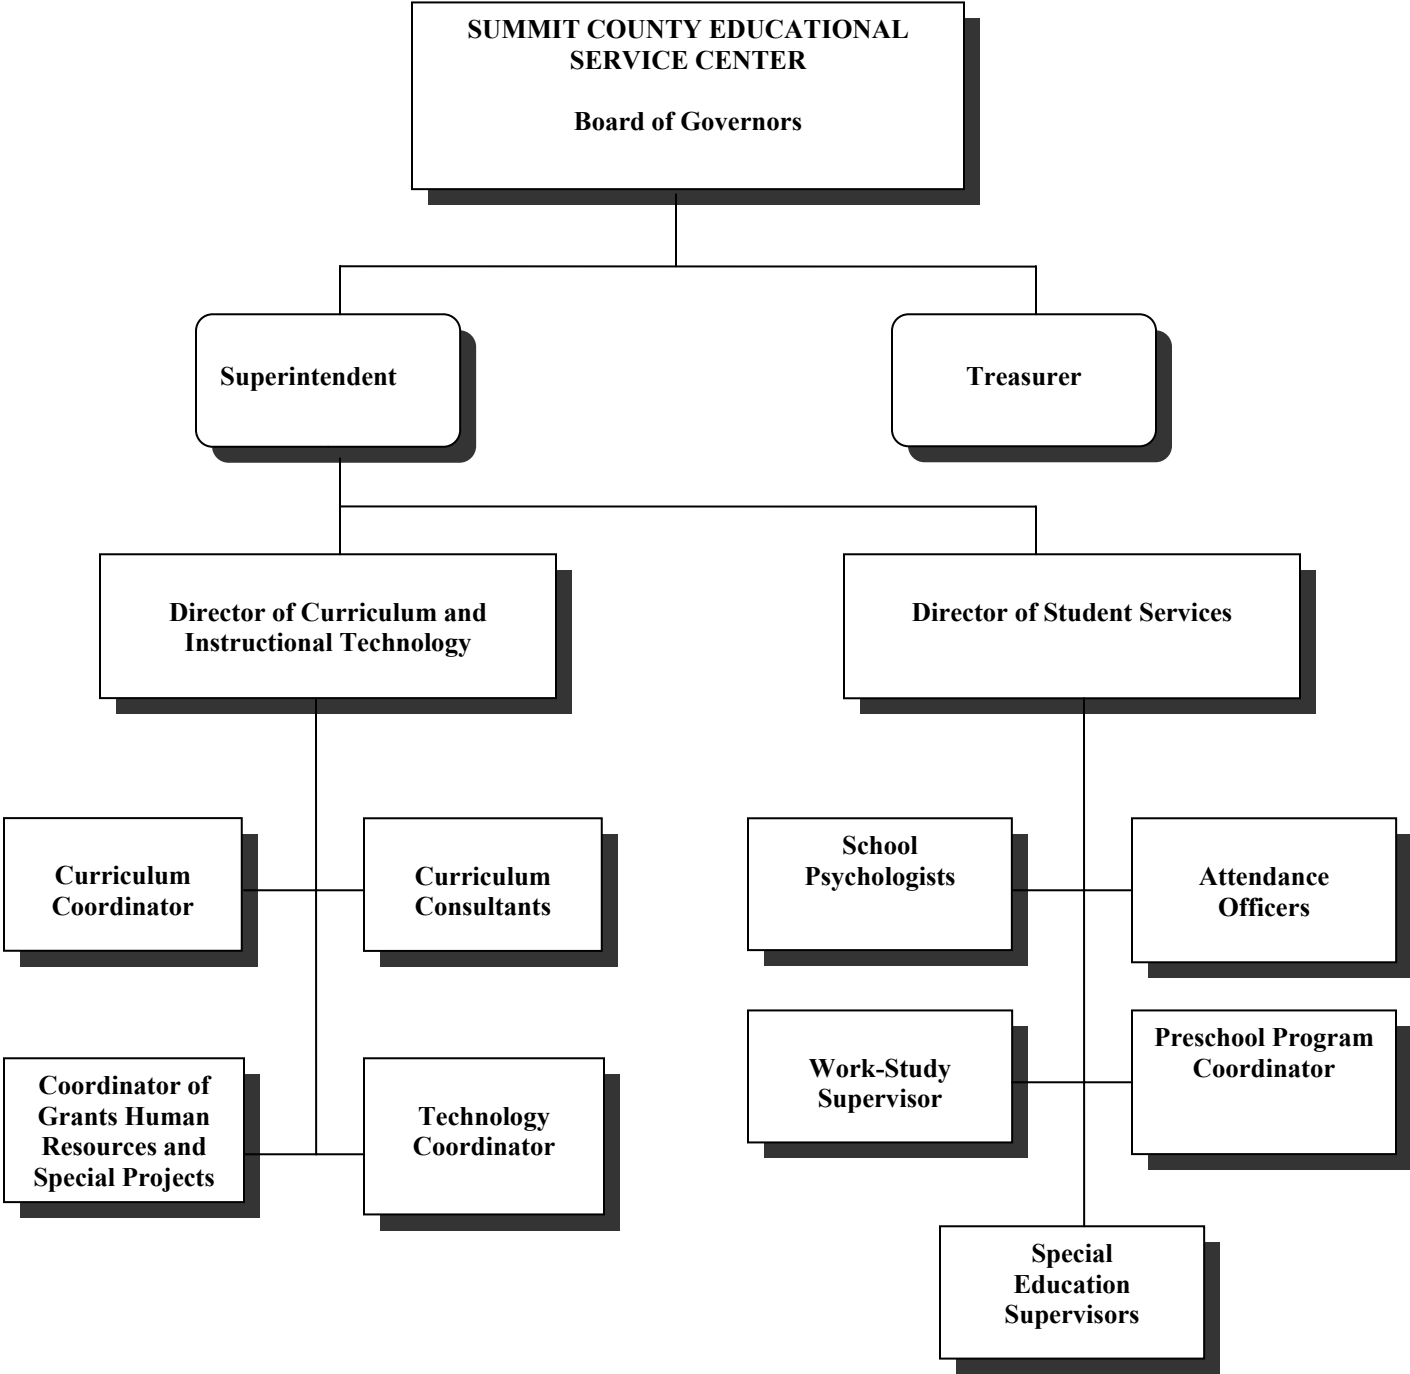 SUMMIT COUNTY EDUCATIONAL
SERVICE CENTER
Board of Governors
Superintendent
Treasurer
Director of Curriculum and
Instructional Technology
Director of Student Services
Curriculum
Coordinator
Curriculum
Consultants
School
Psychologists
Attendance
Officers
Coordinator of
Grants Human
Resources and
Special Projects
Technology
Coordinator
Work-Study
Supervisor
Preschool Program
Coordinator
Special
Education
Supervisors